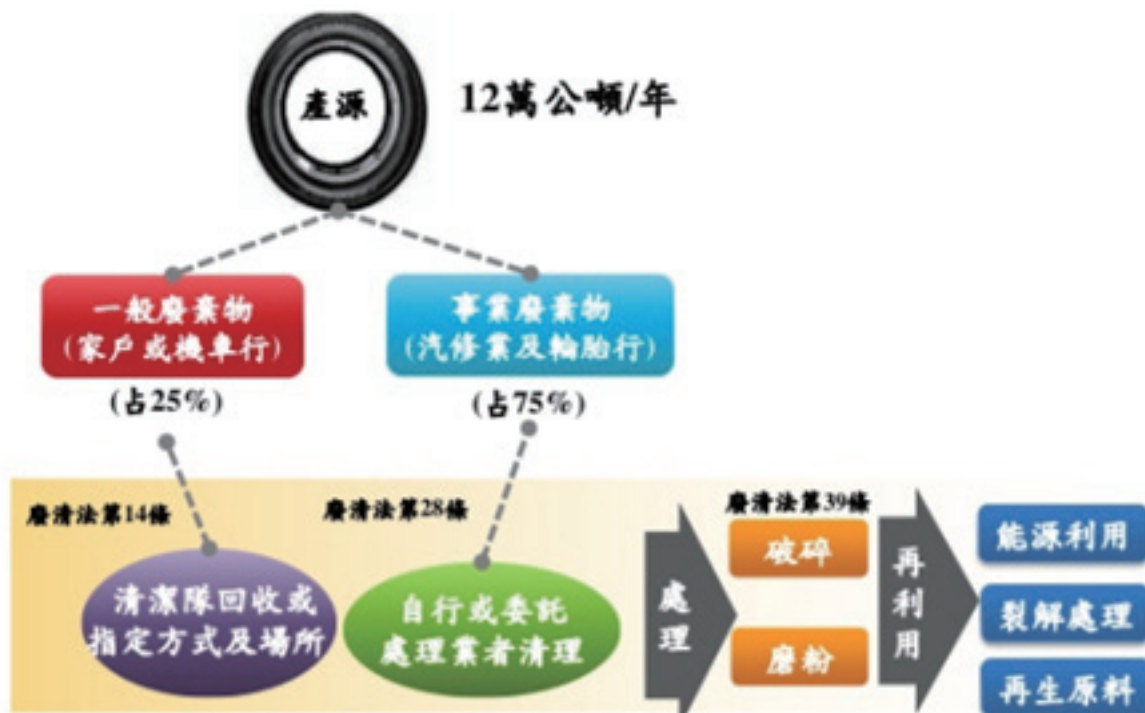 產源
12萬公噸/年
一般廢棄物
(家戶或機車行)
(占25%)
事業廢棄物
(汽修業及輪胎行)
(占75%)
廢清法第14條
清潔隊回收或
指定方式及場所
廢清法第28條
自行或委託
處理業者清理
處理
廢清法第39條
破碎
磨粉
再利用
能源利用
裂解處理
再生原料